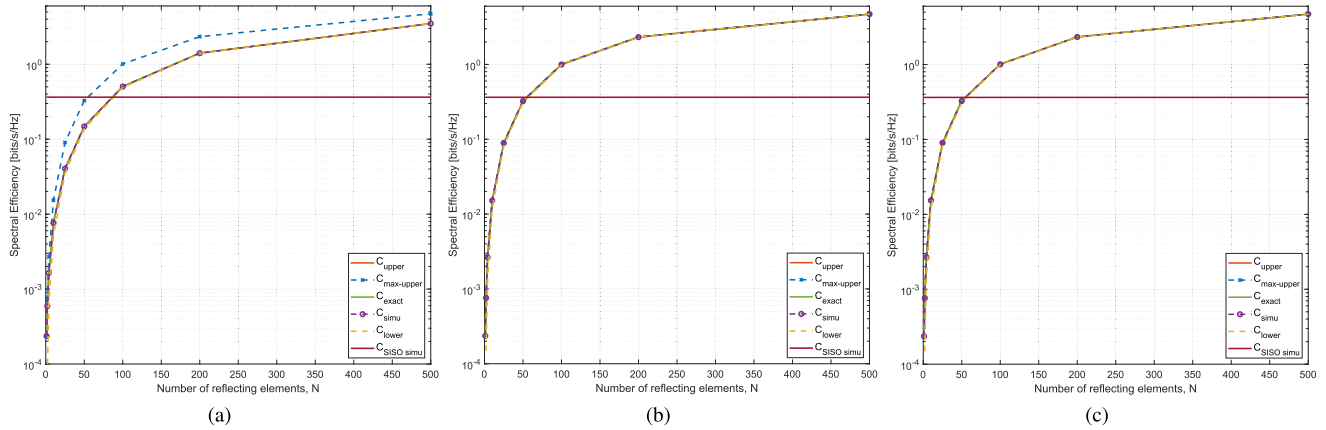 Spectral Efficiency [bits/s/Hz]
10^0
10^-1
10^-2
10^-3
10^-4
0 50 100 150 200 250 300 350 400 450 500
Number of reflecting elements, N
C_upper
C_max-upper
C_exact
C_simu
C_lower
C_SISO simu
(a)
Spectral Efficiency [bits/s/Hz]
10^0
10^-1
10^-2
10^-3
10^-4
0 50 100 150 200 250 300 350 400 450 500
Number of reflecting elements, N
C_upper
C_max-upper
C_exact
C_simu
C_lower
C_SISO simu
(b)
Spectral Efficiency [bits/s/Hz]
10^0
10^-1
10^-2
10^-3
10^-4
0 50 100 150 200 250 300 350 400 450 500
Number of reflecting elements, N
C_upper
C_max-upper
C_exact
C_simu
C_lower
C_SISO simu
(c)